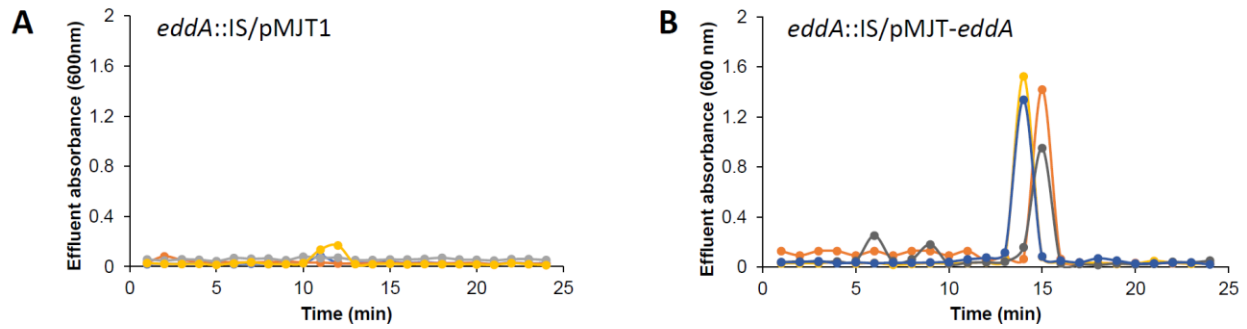 A
eddA::IS/pMJT1
Effluent absorbance (600nm)
2
1.6
1.2
0.8
0.4
0
0 5 10 15 20 25
Time (min)
B
eddA::IS/pMJT-eddA
Effluent absorbance (600 nm)
2
1.6
1.2
0.8
0.4
0
0 5 10 15 20 25
Time (min)